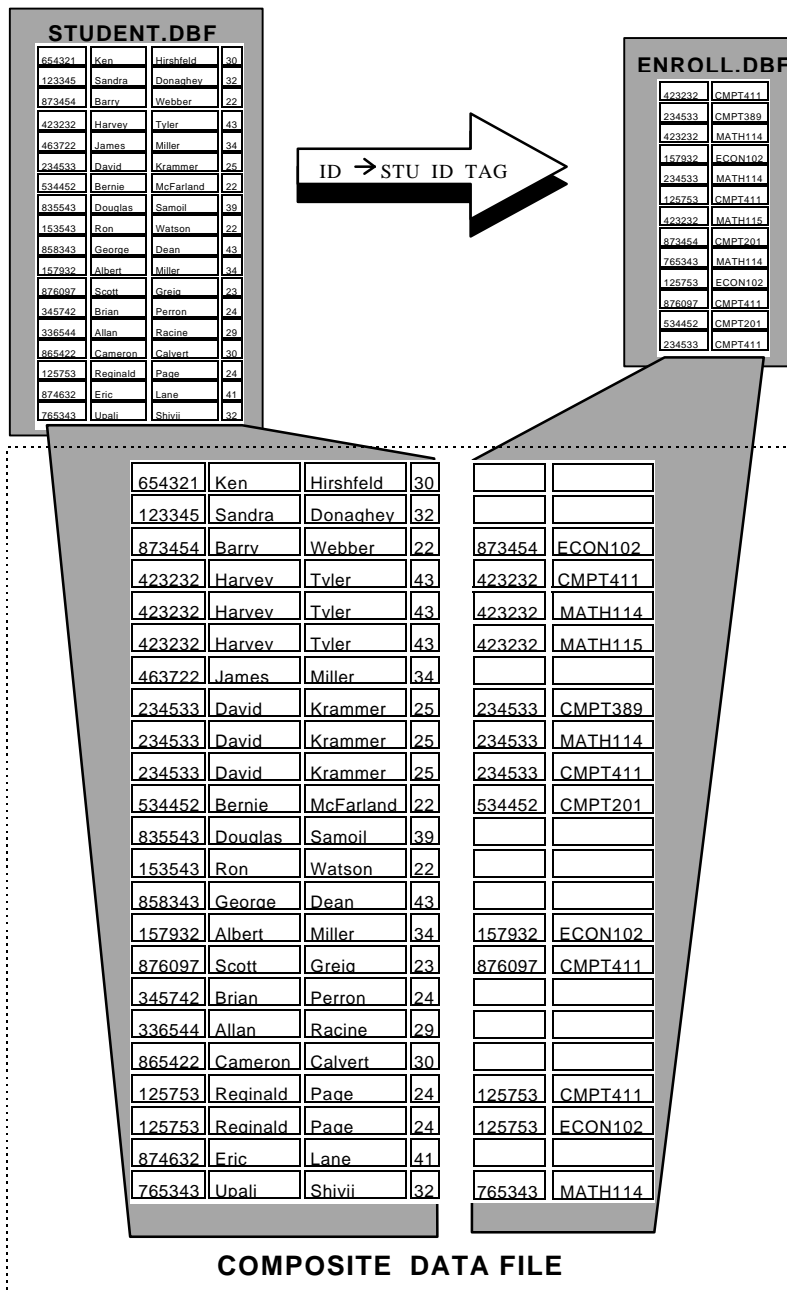 STUDENT.DBF
654321 Ken Hirshfeld 30
123345 Sandra Donaghey 32
873454 Barry Webber 22
423232 Harvey Tyler 43
463722 James Miller 34
234533 David Krammer 25
534452 Bernie McFarland 22
835543 Douglas Samoil 39
153543 Ron Watson 22
858343 George Dean 43
157932 Albert Miller 34
876097 Scott Greig 23
345742 Brian Perron 24
336544 Allan Racine 29
865422 Cameron Calvert 30
125753 Reginald Page 24
874632 Eric Lane 41
765343 Upali Shivji 32
ID → STU ID TAG
ENROLL.DBF
423232 CMPT411
234533 CMPT389
423232 MATH114
157932 ECON102
234533 MATH114
125753 CMPT411
423232 MATH115
873454 CMPT201
765343 MATH114
125753 ECON102
876097 CMPT411
534452 CMPT201
234533 CMPT411
654321 Ken Hirshfeld 30
123345 Sandra Donaghey 32
873454 Barry Webber 22 873454 ECON102
423232 Harvey Tyler 43 423232 CMPT411
423232 Harvey Tyler 43 423232 MATH114
423232 Harvey Tyler 43 423232 MATH115
463722 James Miller 34
234533 David Krammer 25 234533 CMPT389
234533 David Krammer 25 234533 MATH114
234533 David Krammer 25 234533 CMPT411
534452 Bernie McFarland 22 534452 CMPT201
835543 Douglas Samoil 39
153543 Ron Watson 22
858343 George Dean 43
157932 Albert Miller 34 157932 ECON102
876097 Scott Greig 23 876097 CMPT411
345742 Brian Perron 24
336544 Allan Racine 29
865422 Cameron Calvert 30
125753 Reginald Page 24 125753 CMPT411
125753 Reginald Page 24 125753 ECON102
874632 Eric Lane 41
765343 Upali Shivji 32 765343 MATH114
COMPOSITE DATA FILE